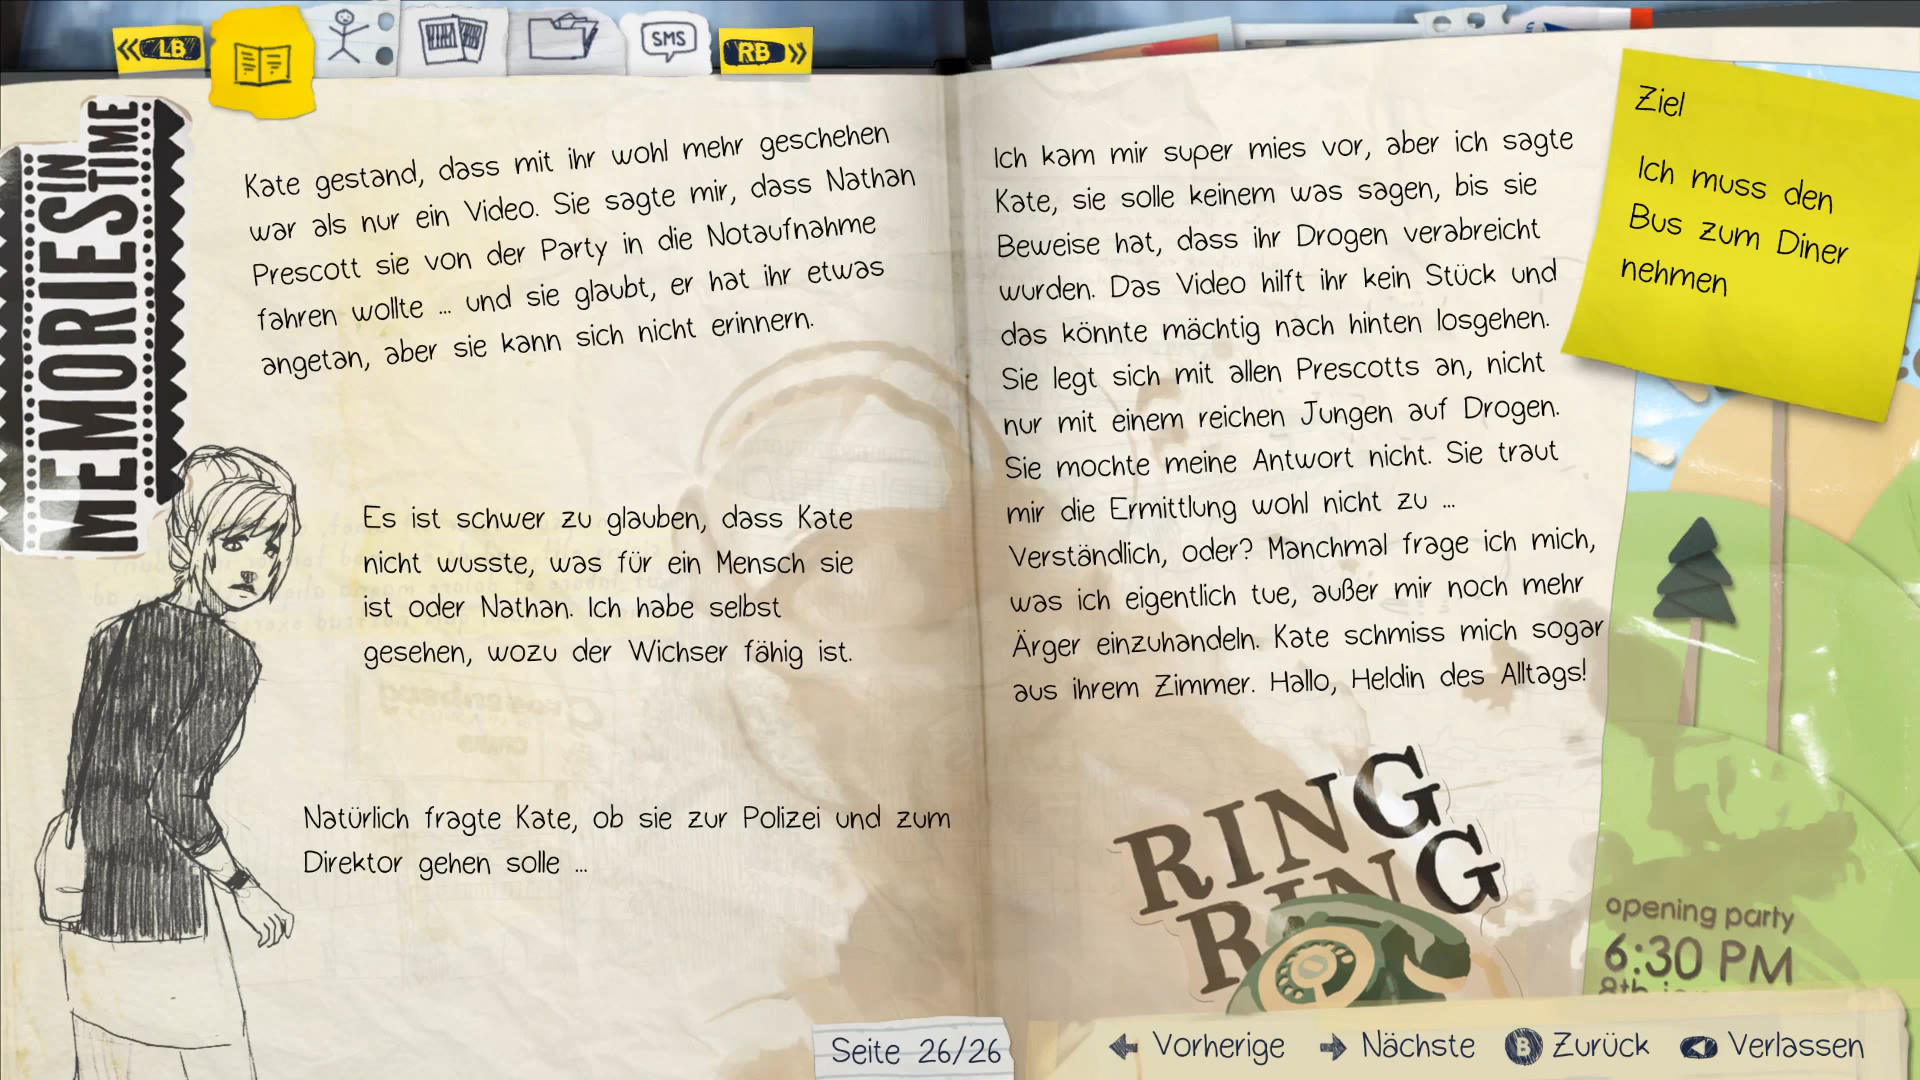 LB
SMS
RB
MEMORIES IN TIME
Kate gestand, dass mit ihr wohl mehr geschehen
war als nur ein Video. Sie sagte mir, dass Nathan
Prescott sie von der Party in die Notaufnahme
fahren wollte ... und sie glaubt, er hat ihr etwas
angetan, aber sie kann sich nicht erinnern.
Es ist schwer zu glauben, dass Kate
nicht wusste, was für ein Mensch sie
ist oder Nathan. Ich habe selbst
gesehen, wozu der Wichser fähig ist.
Natürlich fragte Kate, ob sie zur Polizei und zum
Direktor gehen solle ...
Ich kam mir super mies vor, aber ich sagte
Kate, sie solle keinem was sagen, bis sie
Beweise hat, dass ihr Drogen verabreicht
wurden. Das Video hilft ihr kein Stück und
das könnte mächtig nach hinten losgehen.
Sie legt sich mit allen Prescotts an, nicht
nur mit einem reichen Jungen auf Drogen.
Sie mochte meine Antwort nicht. Sie traut
mir die Ermittlung wohl nicht zu ...
Verständlich, oder? Manchmal frage ich mich,
was ich eigentlich tue, außer mir noch mehr
Ärger einzuhandeln. Kate schmiss mich sogar
aus ihrem Zimmer. Hallo, Heldin des Alltags!
RING
RING
Ziel
Ich muss den
Bus zum Diner
nehmen
opening party
6:30 PM
8th
Seite 26/26
Vorherige
Nächste
B Zurück
Verlassen